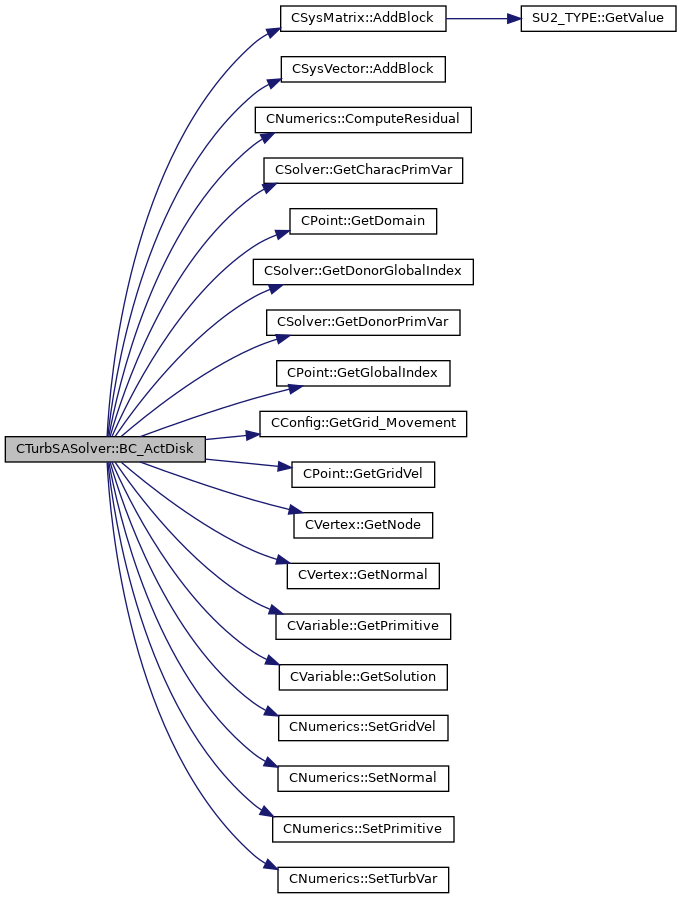 CSysMatrix::AddBlock
SU2_TYPE::GetValue
CSysVector::AddBlock
CNumerics::ComputeResidual
CSolver::GetCharacPrimVar
CPoint::GetDomain
CSolver::GetDonorGlobalIndex
CSolver::GetDonorPrimVar
CPoint::GetGlobalIndex
CConfig::GetGrid_Movement
CTurbSASolver::BC_ActDisk
CPoint::GetGridVel
CVertex::GetNode
CVertex::GetNormal
CVariable::GetPrimitive
CVariable::GetSolution
CNumerics::SetGridVel
CNumerics::SetNormal
CNumerics::SetPrimitive
CNumerics::SetTurbVar